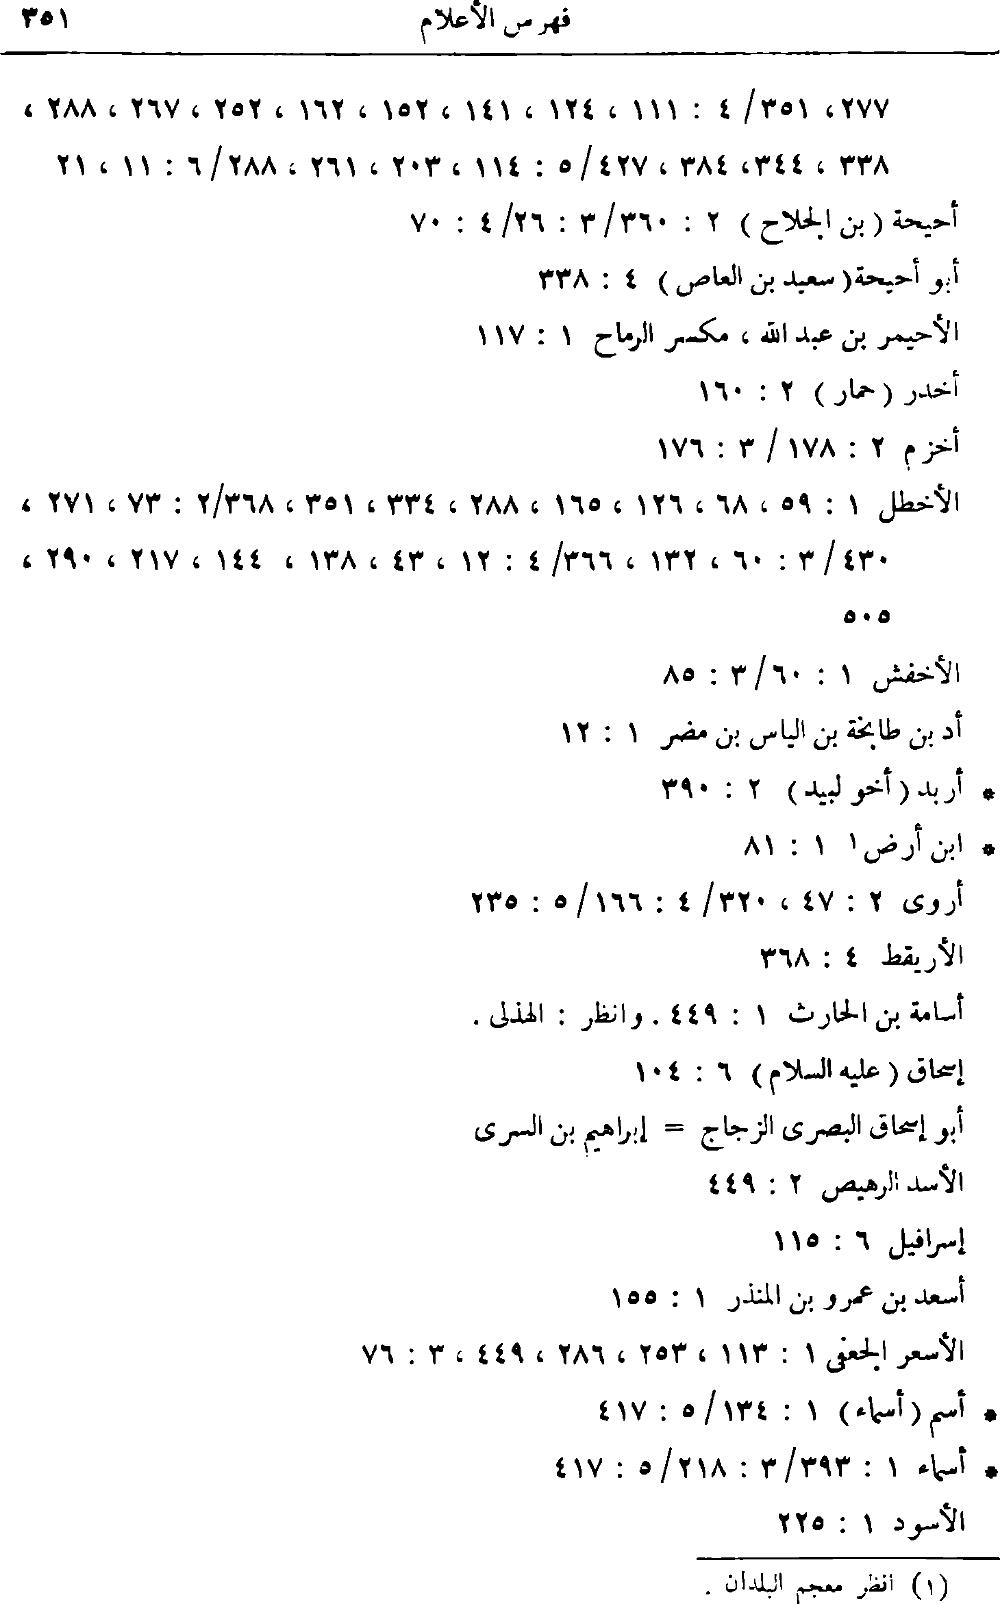 فهرس الأعلام ٣٥١
٢٧٧ ، ٣٥١ / ٤ : ١١١ ، ١٢٤ ، ١٤١ ، ١٥٢ ، ١٦٢ ، ٢٥٢ ، ٢٦٧ ، ٢٨٨ ،
٣٣٨ ، ٣٤٤ ، ٣٨٤ ، ٤٢٧ / ٥ : ١١٤ ، ٢٠٣ ، ٢٦١ ، ٢٨٨ / ٦ : ١١ ، ٢١
أحيحة ( بن الجلاح ) ٢ : ٣٦٠ / ٣ : ٢٦ / ٤ : ٧٠
أبو أحيحة ( سعيد بن العاص ) ٤ : ٣٣٨
الأحيمر بن عبد الله ، مكسر الرماح ١ : ١١٧
أخدر ( حمار ) ٢ : ١٦٠
أخزم ٢ : ١٧٨ / ٣ : ١٧٦
الأخطل ١ : ٥٩ ، ٦٨ ، ١٢٦ ، ١٦٥ ، ٢٨٨ ، ٣٣٤ ، ٣٥١ ، ٣٦٨ / ٢ : ٧٣ ، ٢٧١ ،
٤٣٠ / ٣ : ٦٠ ، ١٣٢ ، ٣٦٦ / ٤ : ١٢ ، ٤٣ ، ١٣٨ ، ١٤٤ ، ٢١٧ ، ٢٩٠ ،
٥٠٥
الأخفش ١ : ٦٠ / ٣ : ٨٥
أد بن طابخة بن الياس بن مضر ١ : ١٢
* أربد ( أخو لبيد ) ٢ : ٣٩٠
* ابن أرض ١ ١ : ٨١
أروى ٢ : ٤٧ ، ٣٢٠ / ٤ : ١٦٦ / ٥ : ٢٣٥
الأريقط ٤ : ٣٦٨
أسامة بن الحارث ١ : ٤٤٩ . وانظر : الهذلى .
إسحاق ( عليه السلام ) ٦ : ١٠٤
أبو إسحاق البصرى الزجاج = إبراهيم بن السرى
الأسد الرهيص ٢ : ٤٤٩
إسرافيل ٦ : ١١٥
أسعد بن عمرو بن المنذر ١ : ١٥٥
الأسعر الجعفى ١ : ١١٣ ، ٢٥٣ ، ٢٨٦ ، ٤٤٩ ، ٣ : ٧٦
* أسم ( أسماء ) ١ : ١٣٤ / ٥ : ٤١٧
* أسماء ١ : ٣٩٣ / ٣ : ٢١٨ / ٥ : ٤١٧
الأسود ١ : ٢٢٥
(١) انظر معجم البلدان .